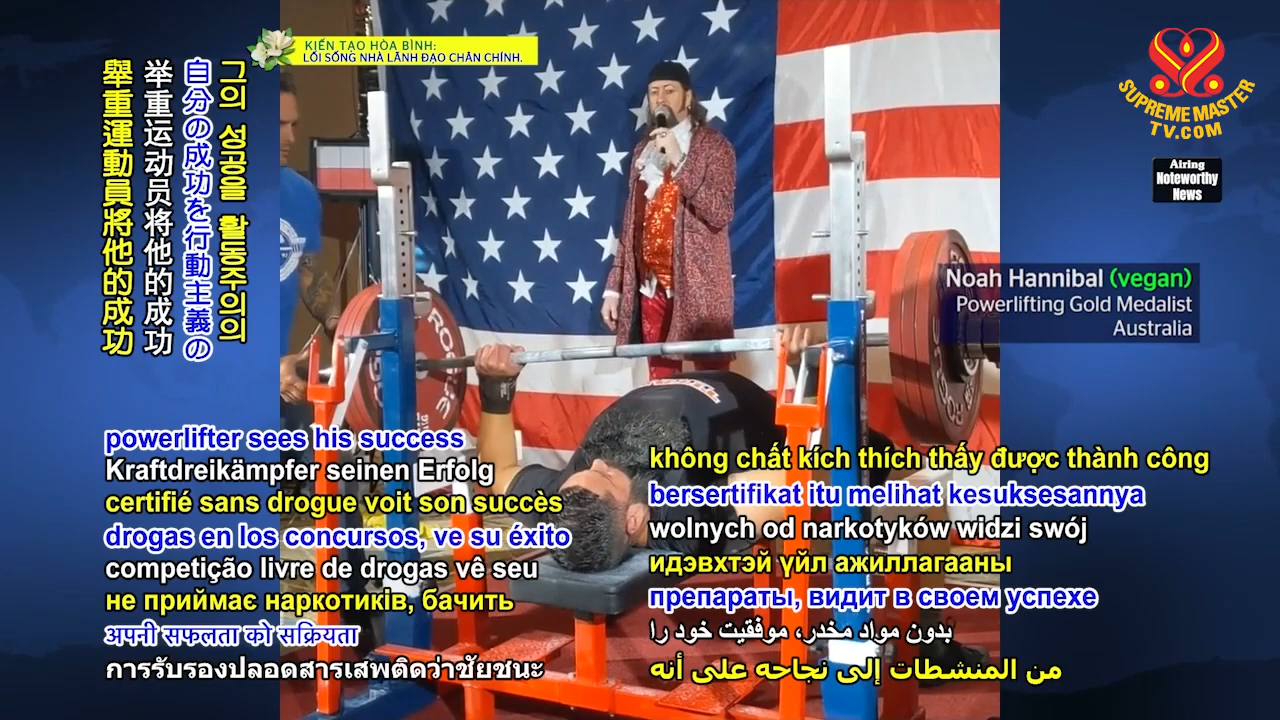 KIẾN TẠO HÒA BÌNH:
LỐI SỐNG NHÀ LÃNH ĐẠO CHÂN CHÍNH.
SUPREME MASTER
TV.COM
Airing
Noteworthy
News
舉重運動員將他的成功
举重运动员将他的成功
自分の成功を行動主義の
그의 성공을 활동주의의
Noah Hannibal (vegan)
Powerlifting Gold Medalist
Australia
powerlifter sees his success
Kraftdreikämpfer seinen Erfolg
certifié sans drogue voit son succès
drogas en los concursos, ve su éxito
competição livre de drogas vê seu
не приймає наркотиків, бачить
अपनी सफलता को सक्रियता
การรับรองปลอดสารเสพติดว่าชัยชนะ
không chất kích thích thấy được thành công
bersertifikat itu melihat kesuksesannya
wolnych od narkotyków widzi swój
идэвхтэй үйл ажиллагааны
препараты, видит в своем успехе
بدون مواد مخدر، موفقیت خود را
من المنشطات إلى نجاحه على أنه